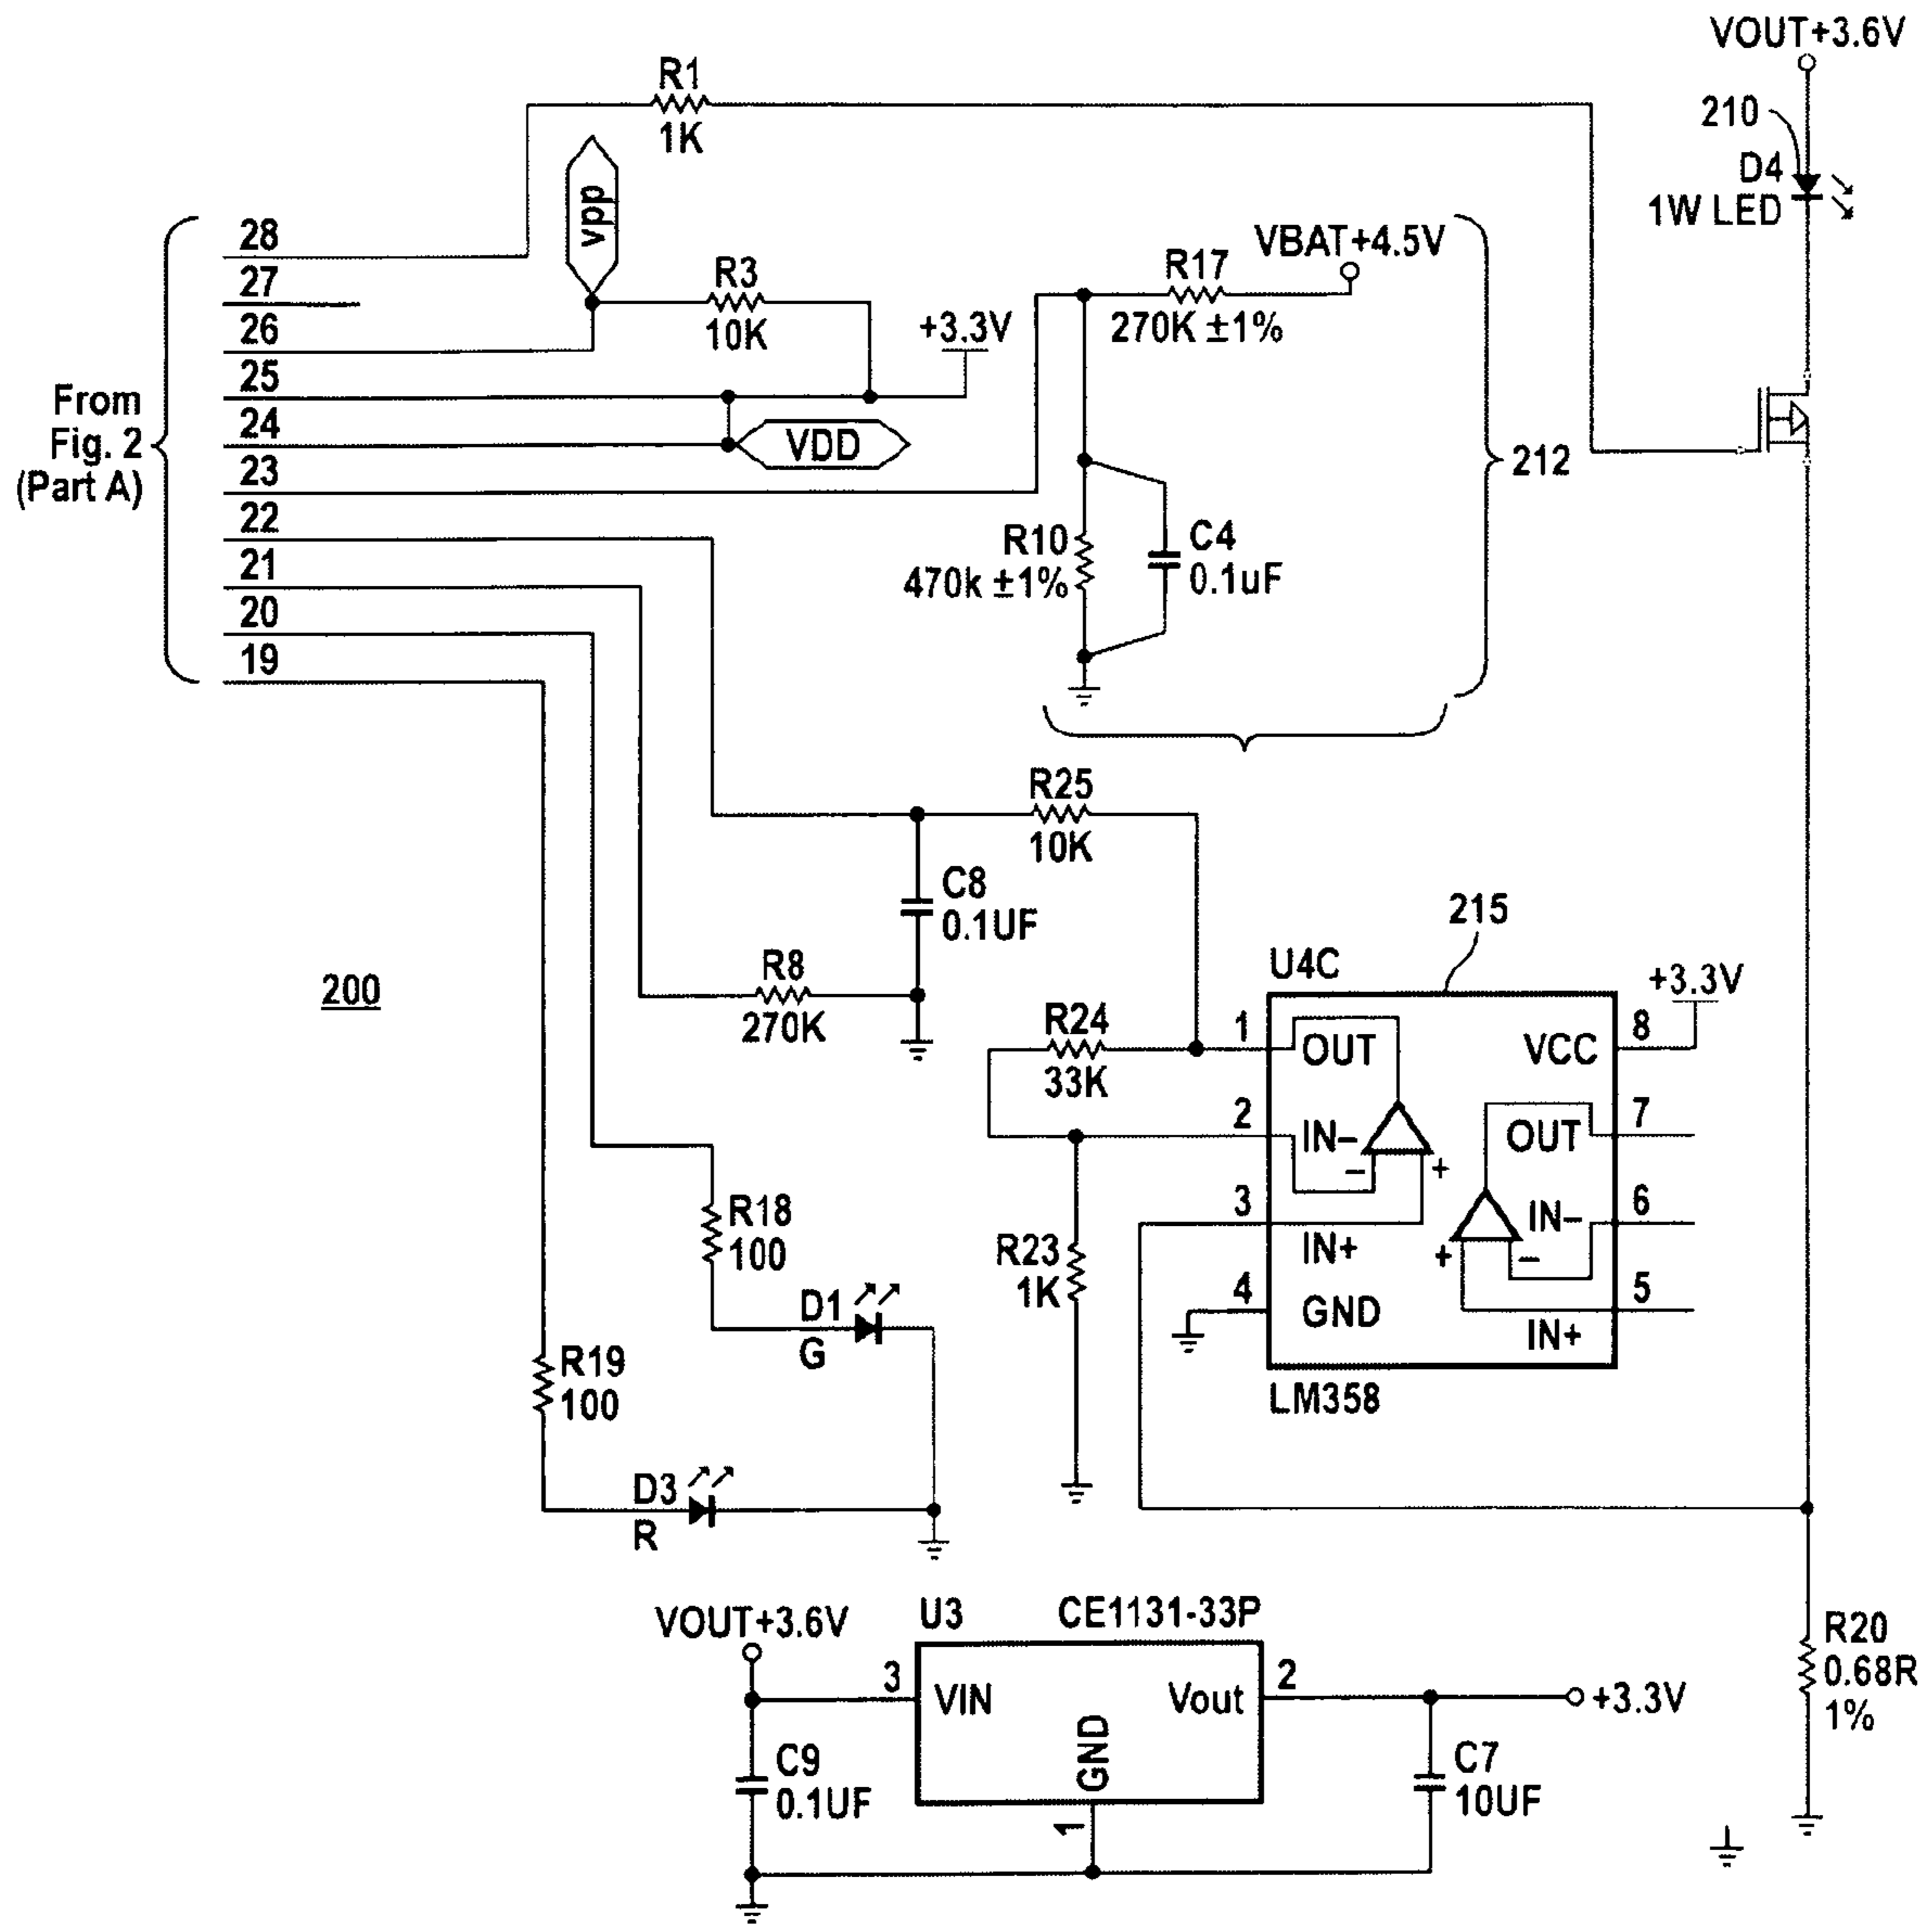 VOUT+3.6V
R1
1K
210
D4
1W LED
vpp
28
27
26
25
24
23
22
21
20
19
From
Fig. 2
(Part A)
R3
10K
+3.3V
VDD
VBAT+4.5V
R17
270K ±1%
212
R10
470k ±1%
C4
0.1uF
R25
10K
C8
0.1UF
R8
270K
200
215
U4C
+3.3V
R24
33K
1
OUT
VCC
8
2
IN-
-
+
OUT
7
3
IN+
IN-
6
+
-
4
GND
5
IN+
LM358
R23
1K
R18
100
D1
G
R19
100
D3
R
VOUT+3.6V
U3
CE1131-33P
3
VIN
Vout
2
+3.3V
GND
1
C9
0.1UF
C7
10UF
R20
0.68R
1%